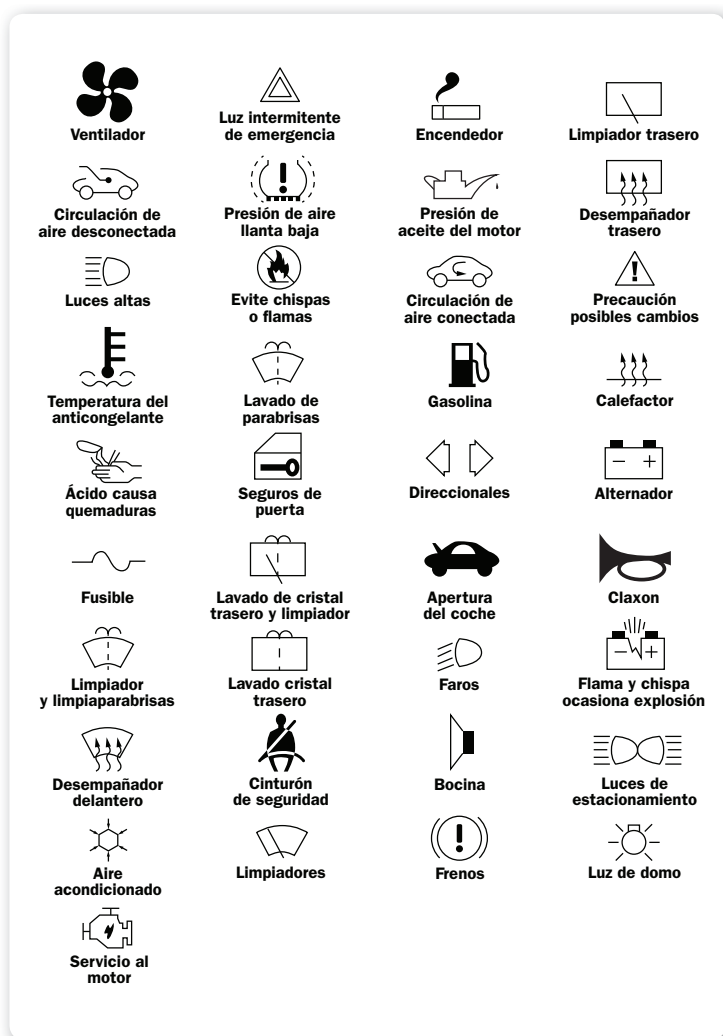 Ventilador
Luz intermitente
de emergencia
Encendedor
Limpiador trasero
Circulación de
aire desconectada
Presión de aire
llanta baja
Presión de
aceite del motor
Desempañador
trasero
Luces altas
Evite chispas
o flamas
Circulación de
aire conectada
Precaución
posibles cambios
Temperatura del
anticongelante
Lavado de
parabrisas
Gasolina
Calefactor
Ácido causa
quemaduras
Seguros de
puerta
Direccionales
Alternador
Fusible
Lavado de cristal
trasero y limpiador
Apertura
del coche
Claxon
Limpiador
y limpiaparabrisas
Lavado cristal
trasero
Faros
Flama y chispa
ocasiona explosión
Desempañador
delantero
Cinturón
de seguridad
Bocina
Luces de
estacionamiento
Aire
acondicionado
Limpiadores
Frenos
Luz de domo
Servicio al
motor